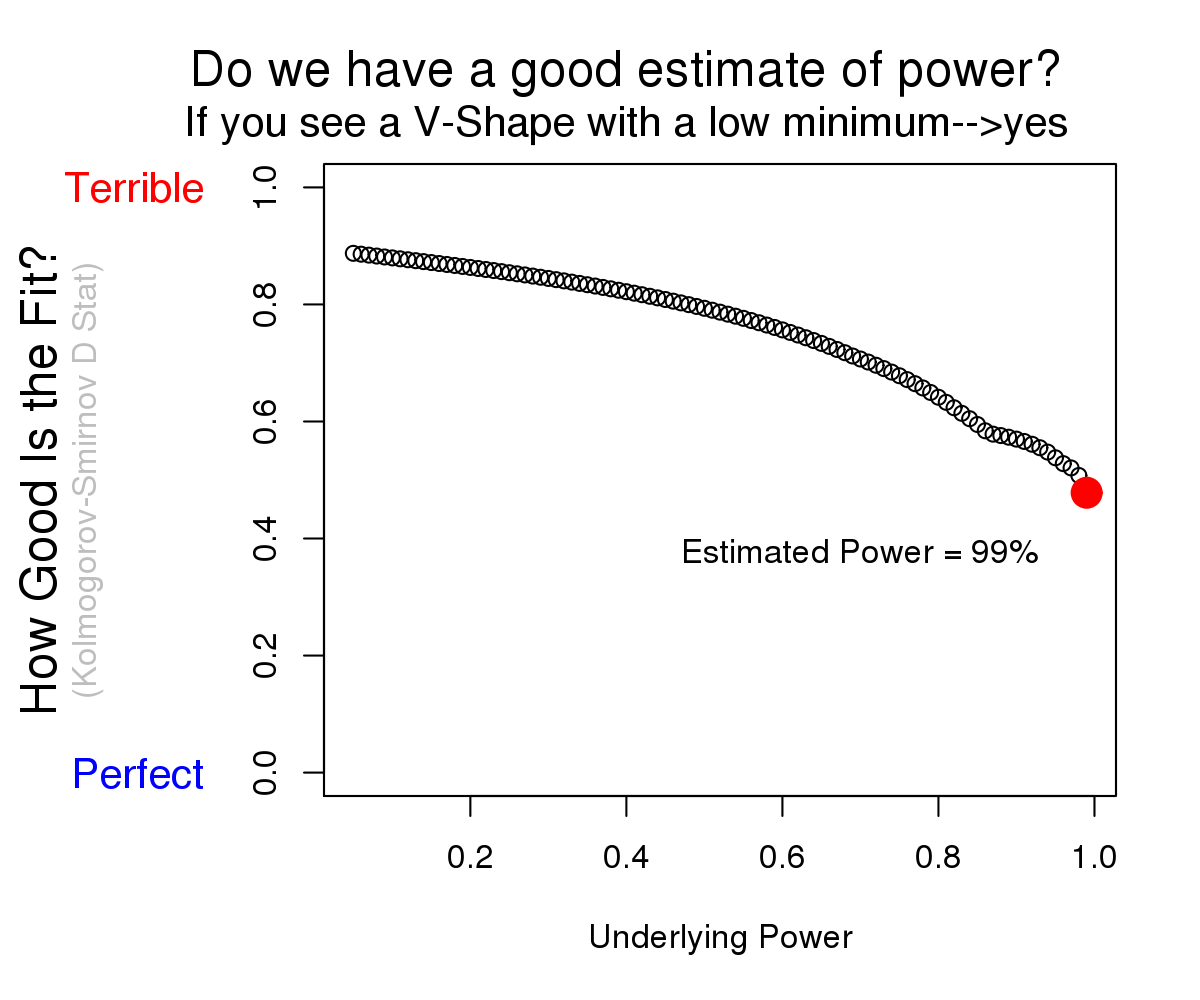 Do we have a good estimate of power?
If you see a V-Shape with a low minimum-->yes
Terrible
How Good Is the Fit?
(Kolmogorov-Smirnov D Stat)
Perfect
1.0
0.8
0.6
0.4
0.2
0.0
Estimated Power = 99%
0.2 0.4 0.6 0.8 1.0
Underlying Power